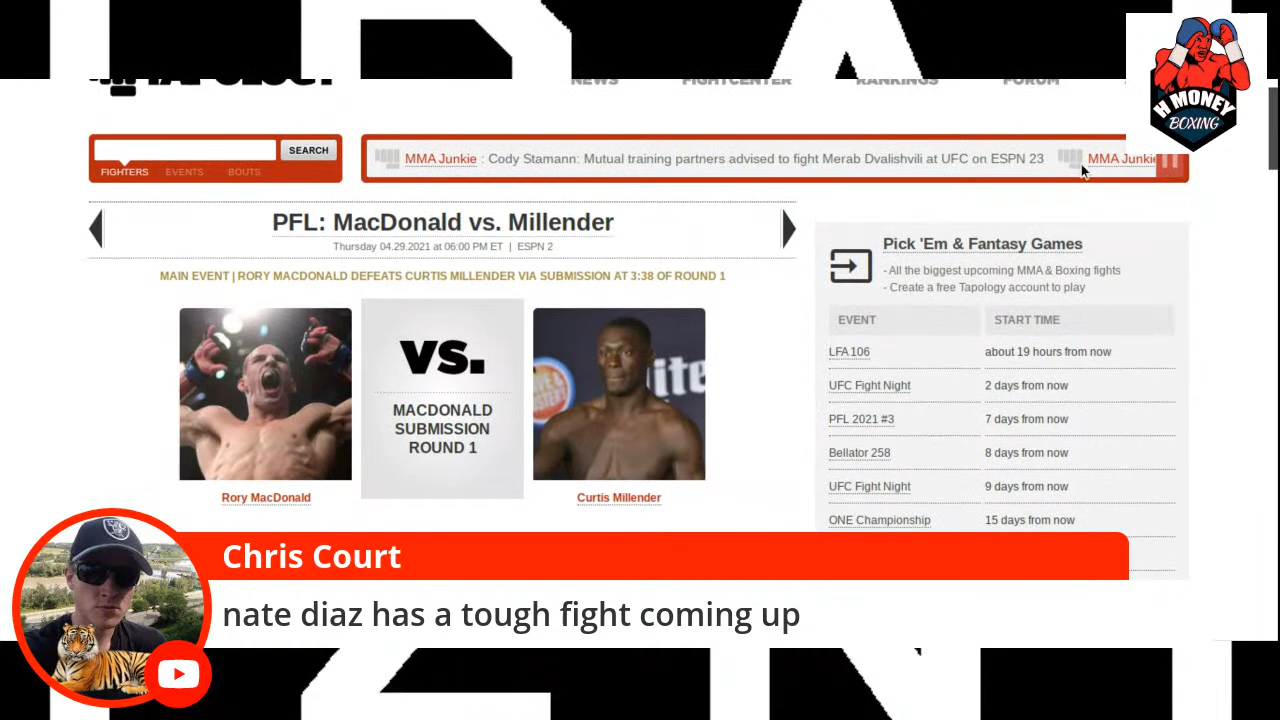 TAPOLOGY
NEWS FIGHTCENTER RANKINGS FORUM
H MONEY
BOXING
SEARCH
FIGHTERS EVENTS BOUTS
MMA Junkie : Cody Stamann: Mutual training partners advised to fight Merab Dvalishvili at UFC on ESPN 23 MMA Junkie
PFL: MacDonald vs. Millender
Thursday 04.29.2021 at 06:00 PM ET | ESPN 2
MAIN EVENT | RORY MACDONALD DEFEATS CURTIS MILLENDER VIA SUBMISSION AT 3:38 OF ROUND 1
VS.
MACDONALD
SUBMISSION
ROUND 1
Rory MacDonald Curtis Millender
Pick 'Em & Fantasy Games
- All the biggest upcoming MMA & Boxing fights
- Create a free Tapology account to play
EVENT START TIME
LFA 106 about 19 hours from now
UFC Fight Night 2 days from now
PFL 2021 #3 7 days from now
Bellator 258 8 days from now
UFC Fight Night 9 days from now
ONE Championship 15 days from now
Chris Court
nate diaz has a tough fight coming up